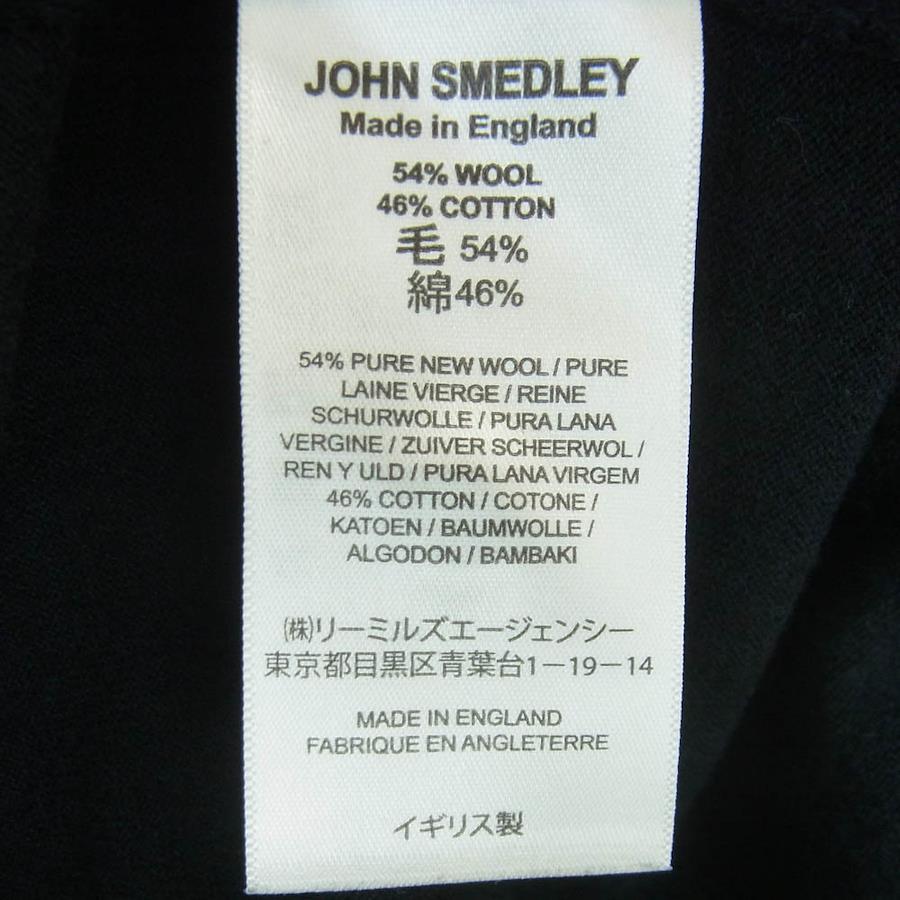 JOHN SMEDLEY
Made in England
54% WOOL
46% COTTON
毛 54%
綿46%
54% PURE NEW WOOL / PURE
LAINE VIERGE / REINE
SCHURWOLLE / PURA LANA
VERGINE / ZUIVER SCHEERWOL /
REN Y ULD / PURA LANA VIRGEM
46% COTTON / COTONE /
KATOEN / BAUMWOLLE /
ALGODON / BAMBAKI
㈱リーミルズエージェンシー
東京都目黒区青葉台1－19－14
MADE IN ENGLAND
FABRIQUE EN ANGLETERRE
イギリス製